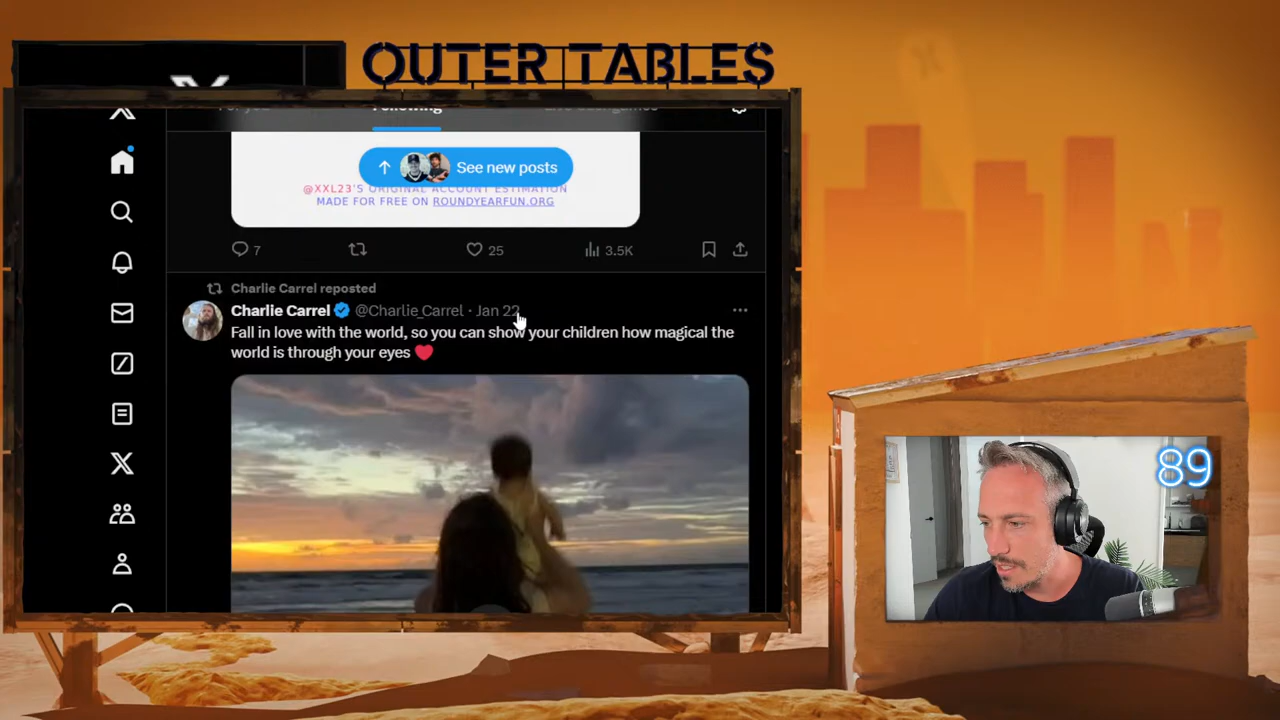 OUTER TABLES
Following
See new posts
@XXL23'S ORIGINAL ACCOUNT ESTIMATION
MADE FOR FREE ON ROUNDYEARFUN.ORG
7
25
3.5K
Charlie Carrel reposted
Charlie Carrel @Charlie_Carrel · Jan 22
Fall in love with the world, so you can show your children how magical the
world is through your eyes ❤️
89